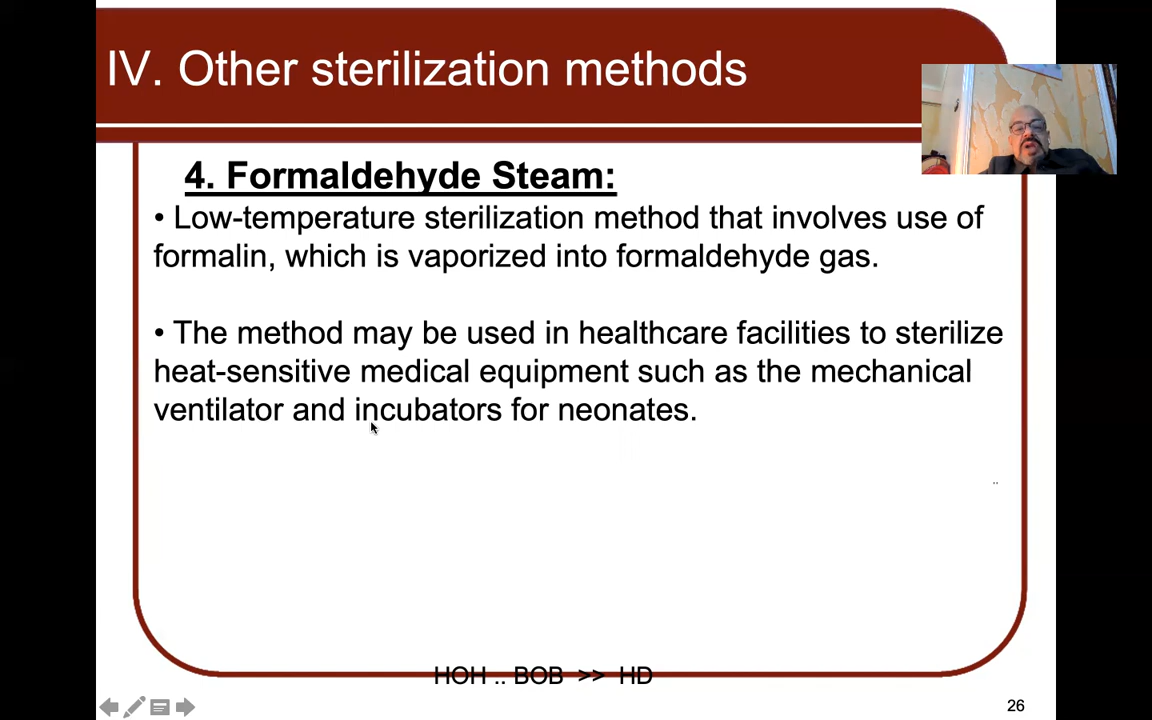 IV. Other sterilization methods
4. Formaldehyde Steam:
• Low-temperature sterilization method that involves use of
formalin, which is vaporized into formaldehyde gas.
• The method may be used in healthcare facilities to sterilize
heat-sensitive medical equipment such as the mechanical
ventilator and incubators for neonates.
..
HOH .. BOB >> HD
26